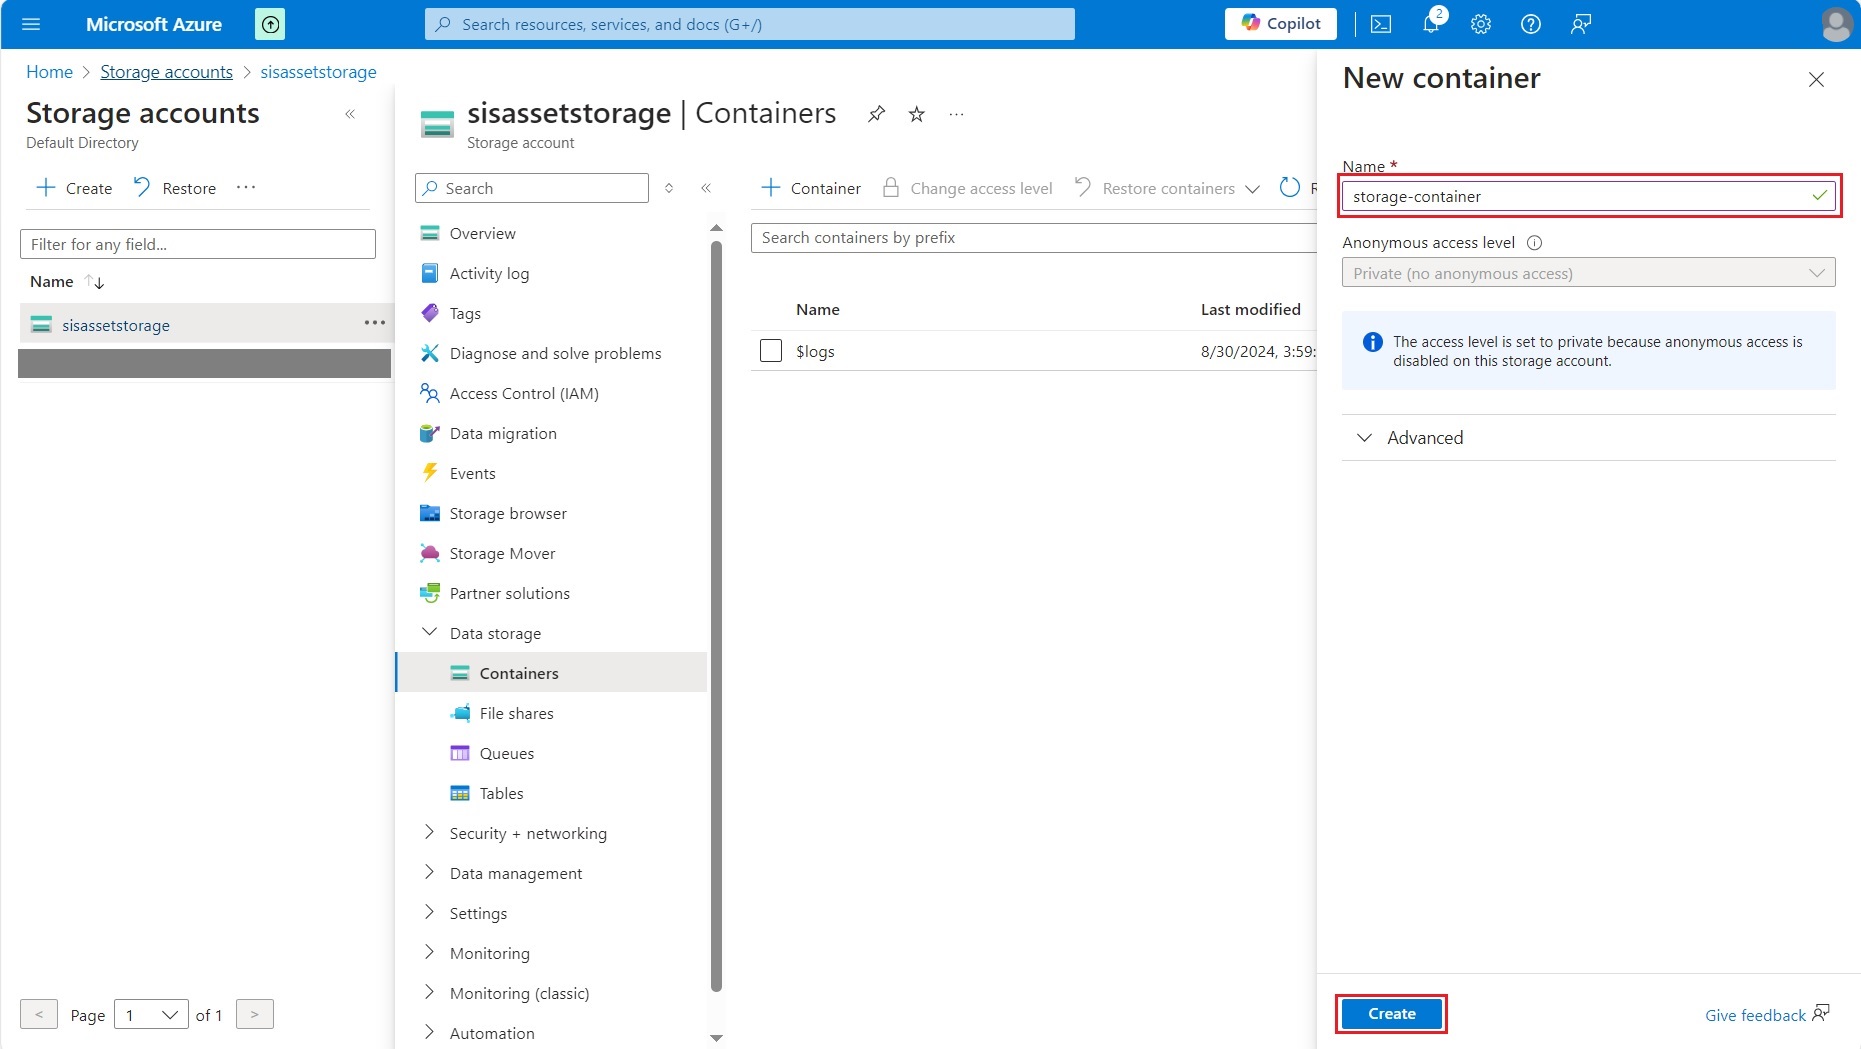 Microsoft Azure
Search resources, services, and docs (G+/)
Copilot
2
Home > Storage accounts > sisassetstorage
Storage accounts
Default Directory
Create
Restore
...
Filter for any field...
Name
sisassetstorage
...
< Page 1 of 1 >
sisassetstorage | Containers
Storage account
Search
Overview
Activity log
Tags
Diagnose and solve problems
Access Control (IAM)
Data migration
Events
Storage browser
Storage Mover
Partner solutions
Data storage
Containers
File shares
Queues
Tables
Security + networking
Data management
Settings
Monitoring
Monitoring (classic)
Automation
Container
Change access level
Restore containers
R
Search containers by prefix
Name Last modified
$logs 8/30/2024, 3:59:
New container
Name *
storage-container
Anonymous access level
Private (no anonymous access)
The access level is set to private because anonymous access is
disabled on this storage account.
Advanced
Create
Give feedback